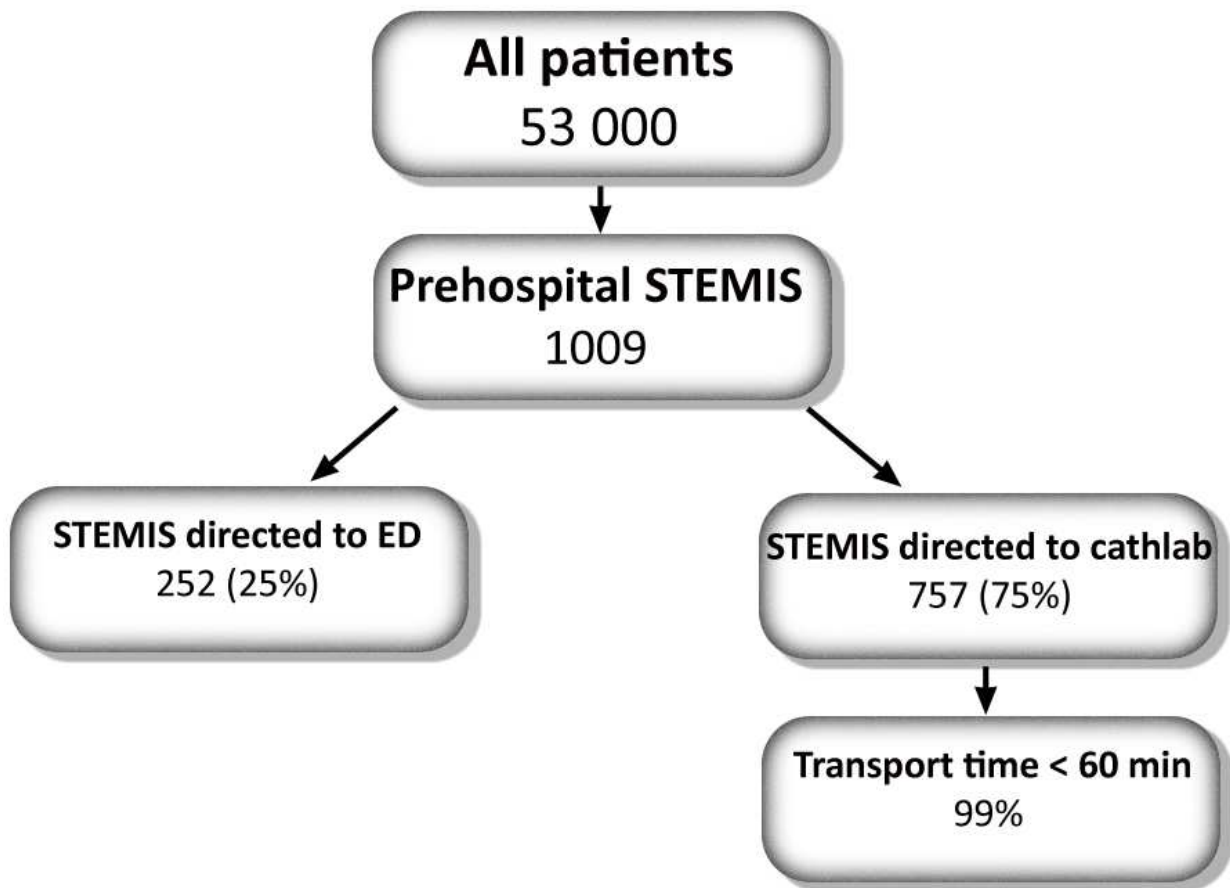 All patients
53 000
Prehospital STEMIS
1009
STEMIS directed to ED
252 (25%)
STEMIS directed to cathlab
757 (75%)
Transport time < 60 min
99%